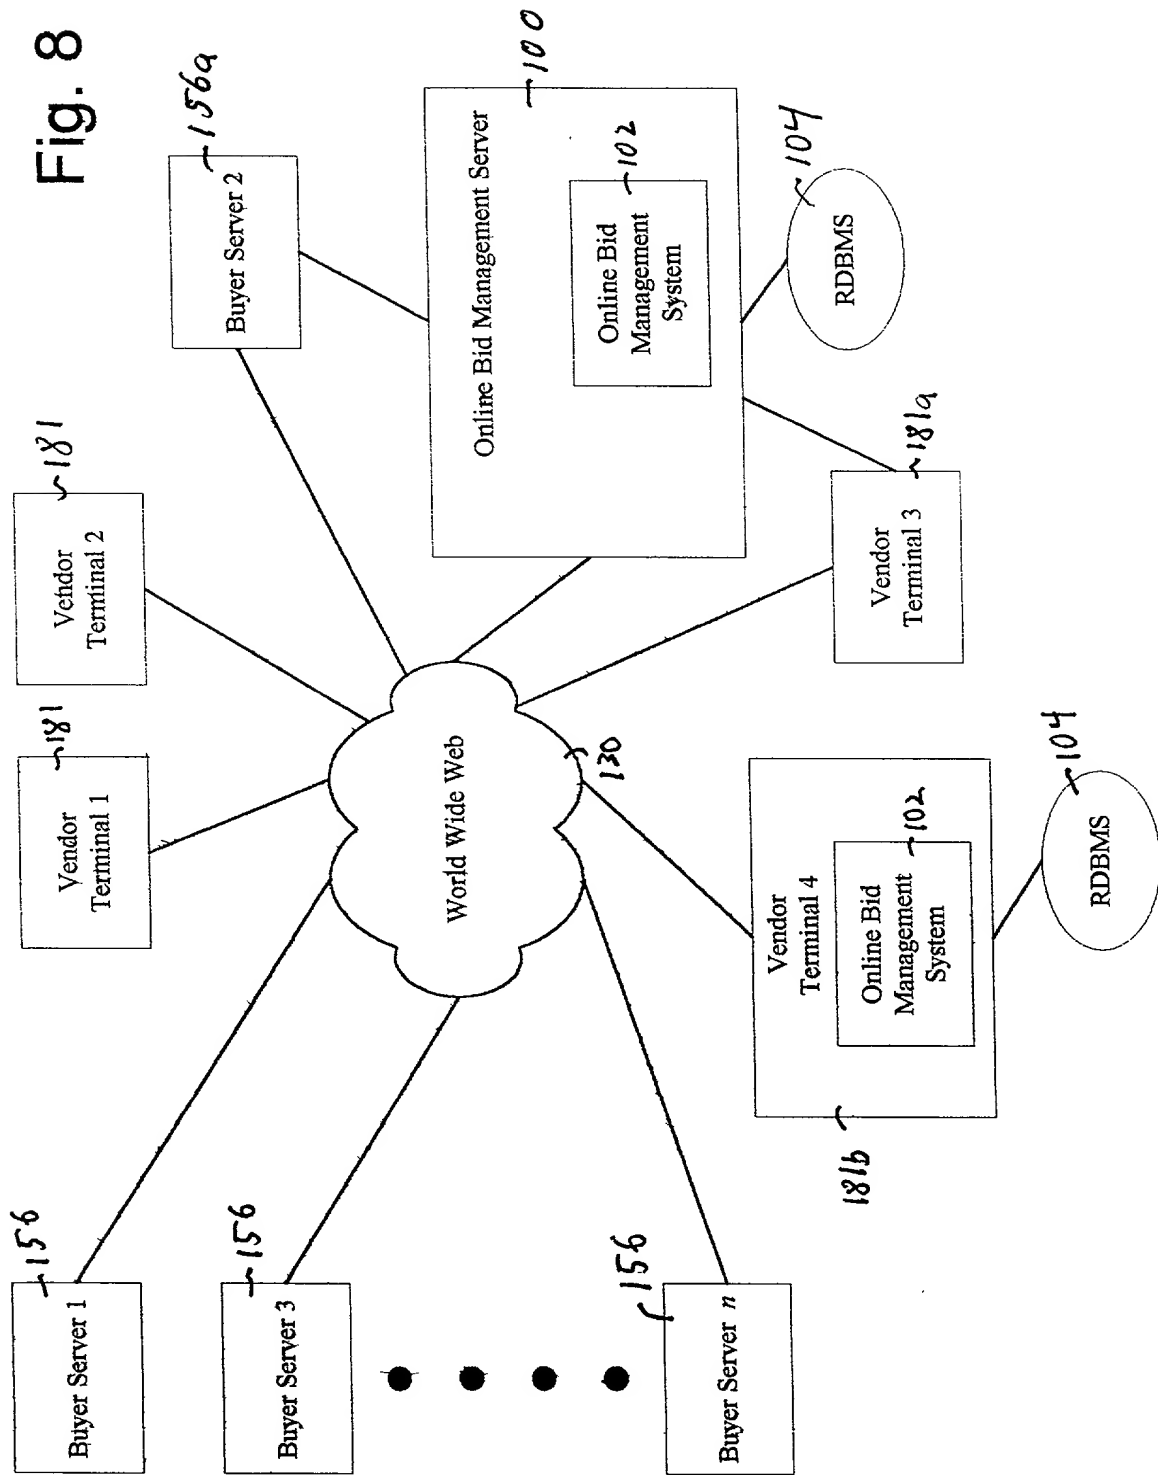 Fig. 8
Buyer Server 1
156
Buyer Server 3
156
Buyer Server n
156
Vendor
Terminal 1
181
Vendor
Terminal 2
181
Buyer Server 2
156a
World Wide Web
130
Online Bid Management Server
100
Online Bid
Management
System
102
RDBMS
104
Vendor
Terminal 3
181a
Vendor
Terminal 4
181b
Online Bid
Management
System
102
RDBMS
104